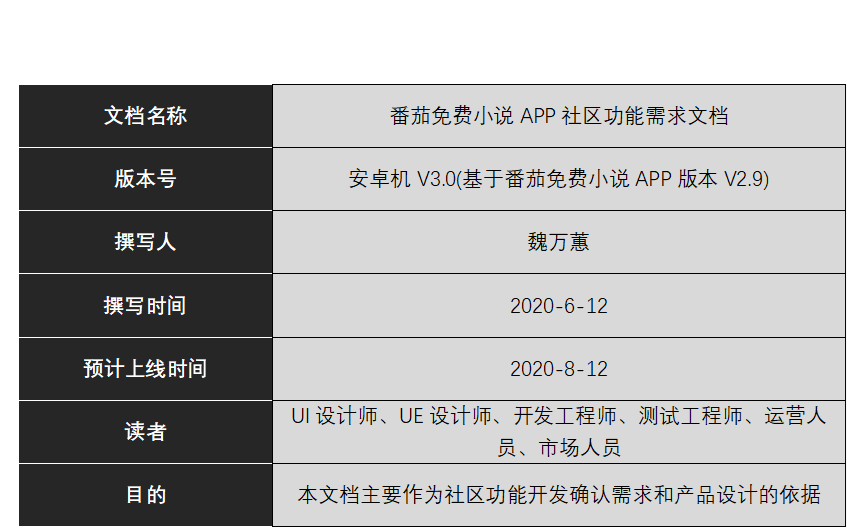 文档名称 番茄免费小说 APP 社区功能需求文档
版本号 安卓机 V3.0(基于番茄免费小说 APP 版本 V2.9)
撰写人 魏万蕙
撰写时间 2020-6-12
预计上线时间 2020-8-12
读者 UI 设计师、UE 设计师、开发工程师、测试工程师、运营人
员、市场人员
目的 本文档主要作为社区功能开发确认需求和产品设计的依据